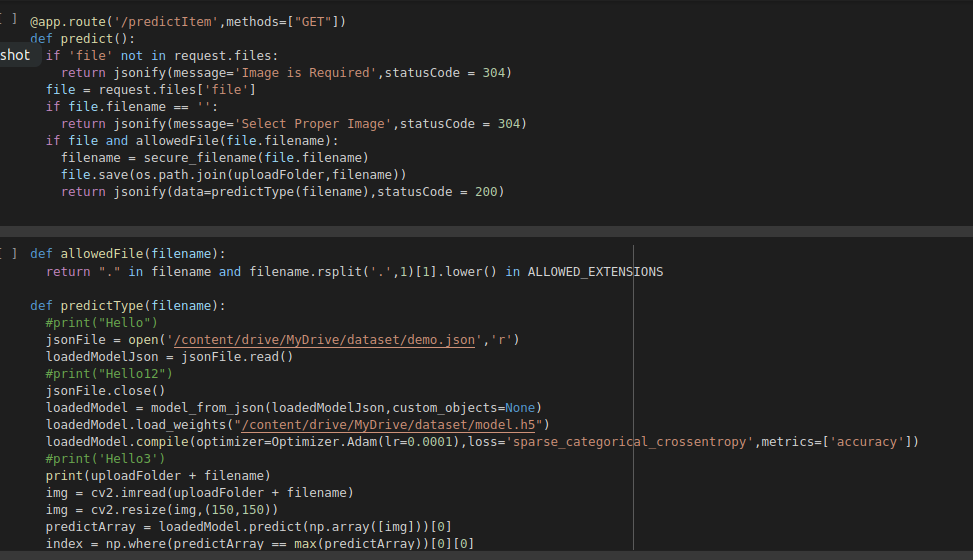 [ ] @app.route('/predictItem',methods=["GET"])
def predict():
shot
if 'file' not in request.files:
return jsonify(message='Image is Required',statusCode = 304)
file = request.files['file']
if file.filename == '':
return jsonify(message='Select Proper Image',statusCode = 304)
if file and allowedFile(file.filename):
filename = secure_filename(file.filename)
file.save(os.path.join(uploadFolder,filename))
return jsonify(data=predictType(filename),statusCode = 200)
[ ] def allowedFile(filename):
return "." in filename and filename.rsplit('.',1)[1].lower() in ALLOWED_EXTENSIONS
def predictType(filename):
#print("Hello")
jsonFile = open('/content/drive/MyDrive/dataset/demo.json','r')
loadedModelJson = jsonFile.read()
#print("Hello12")
jsonFile.close()
loadedModel = model_from_json(loadedModelJson,custom_objects=None)
loadedModel.load_weights("/content/drive/MyDrive/dataset/model.h5")
loadedModel.compile(optimizer=Optimizer.Adam(lr=0.0001),loss='sparse_categorical_crossentropy',metrics=['accuracy'])
#print('Hello3')
print(uploadFolder + filename)
img = cv2.imread(uploadFolder + filename)
img = cv2.resize(img,(150,150))
predictArray = loadedModel.predict(np.array([img]))[0]
index = np.where(predictArray == max(predictArray))[0][0]